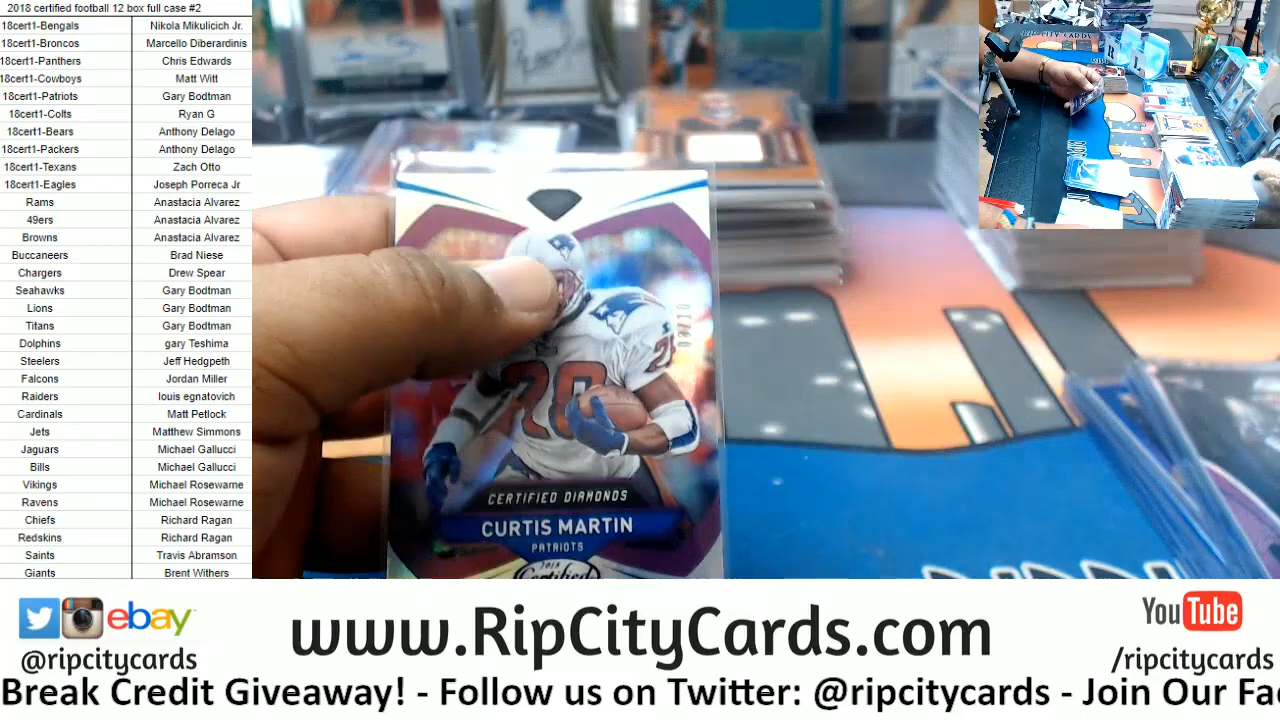 2018 certified football 12 box full case #2
18cert1-Bengals Nikola Mikulicich Jr.
18cert1-Broncos Marcello Diberardinis
18cert1-Panthers Chris Edwards
18cert1-Cowboys Matt Witt
18cert1-Patriots Gary Bodtman
18cert1-Colts Ryan G
18cert1-Bears Anthony Delago
18cert1-Packers Anthony Delago
18cert1-Texans Zach Otto
18cert1-Eagles Joseph Porreca Jr
Rams Anastacia Alvarez
49ers Anastacia Alvarez
Browns Anastacia Alvarez
Buccaneers Brad Niese
Chargers Drew Spear
Seahawks Gary Bodtman
Lions Gary Bodtman
Titans Gary Bodtman
Dolphins gary Teshima
Steelers Jeff Hedgpeth
Falcons Jordan Miller
Raiders louis egnatovich
Cardinals Matt Petlock
Jets Matthew Simmons
Jaguars Michael Gallucci
Bills Michael Gallucci
Vikings Michael Rosewarne
Ravens Michael Rosewarne
Chiefs Richard Ragan
Redskins Richard Ragan
Saints Travis Abramson
Giants Brent Withers
28
CERTIFIED DIAMONDS
CURTIS MARTIN
PATRIOTS
2018
Certified
ebay
@ripcitycards
www.RipCityCards.com
YouTube
/ripcitycards
Break Credit Giveaway! - Follow us on Twitter: @ripcitycards - Join Our Fac